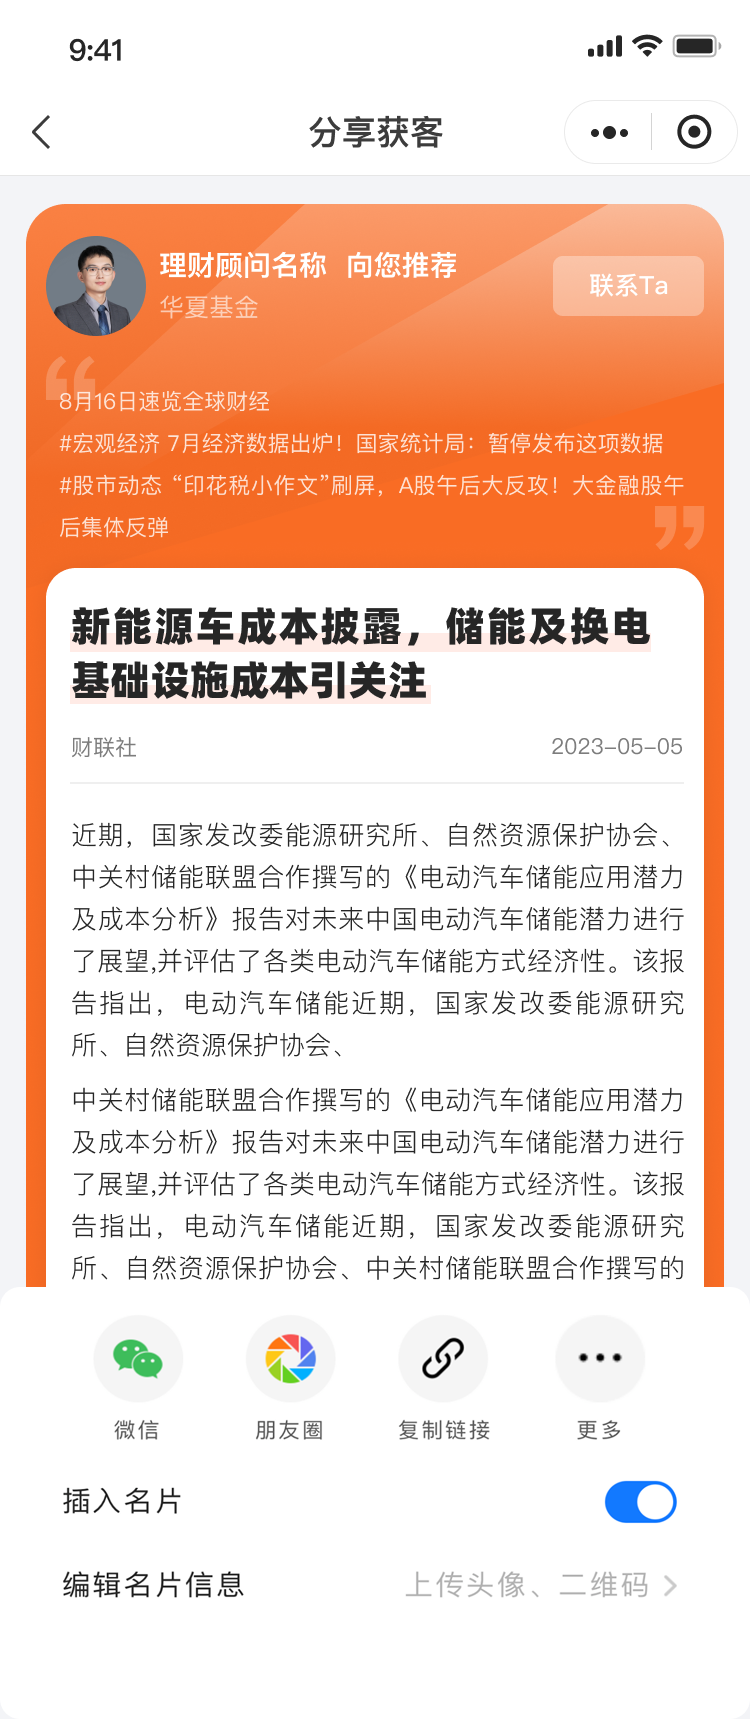 9:41
分享获客
理财顾问名称 向您推荐
华夏基金
联系Ta
8月16日速览全球财经
#宏观经济 7月经济数据出炉！国家统计局：暂停发布这项数据
#股市动态 “印花税小作文”刷屏，A股午后大反攻！大金融股午
后集体反弹
新能源车成本披露，储能及换电
基础设施成本引关注
财联社
2023-05-05
近期，国家发改委能源研究所、自然资源保护协会、
中关村储能联盟合作撰写的《电动汽车储能应用潜力
及成本分析》报告对未来中国电动汽车储能潜力进行
了展望,并评估了各类电动汽车储能方式经济性。该报
告指出，电动汽车储能近期，国家发改委能源研究
所、自然资源保护协会、
中关村储能联盟合作撰写的《电动汽车储能应用潜力
及成本分析》报告对未来中国电动汽车储能潜力进行
了展望,并评估了各类电动汽车储能方式经济性。该报
告指出，电动汽车储能近期，国家发改委能源研究
所、自然资源保护协会、中关村储能联盟合作撰写的
微信
朋友圈
复制链接
更多
插入名片
编辑名片信息
上传头像、二维码